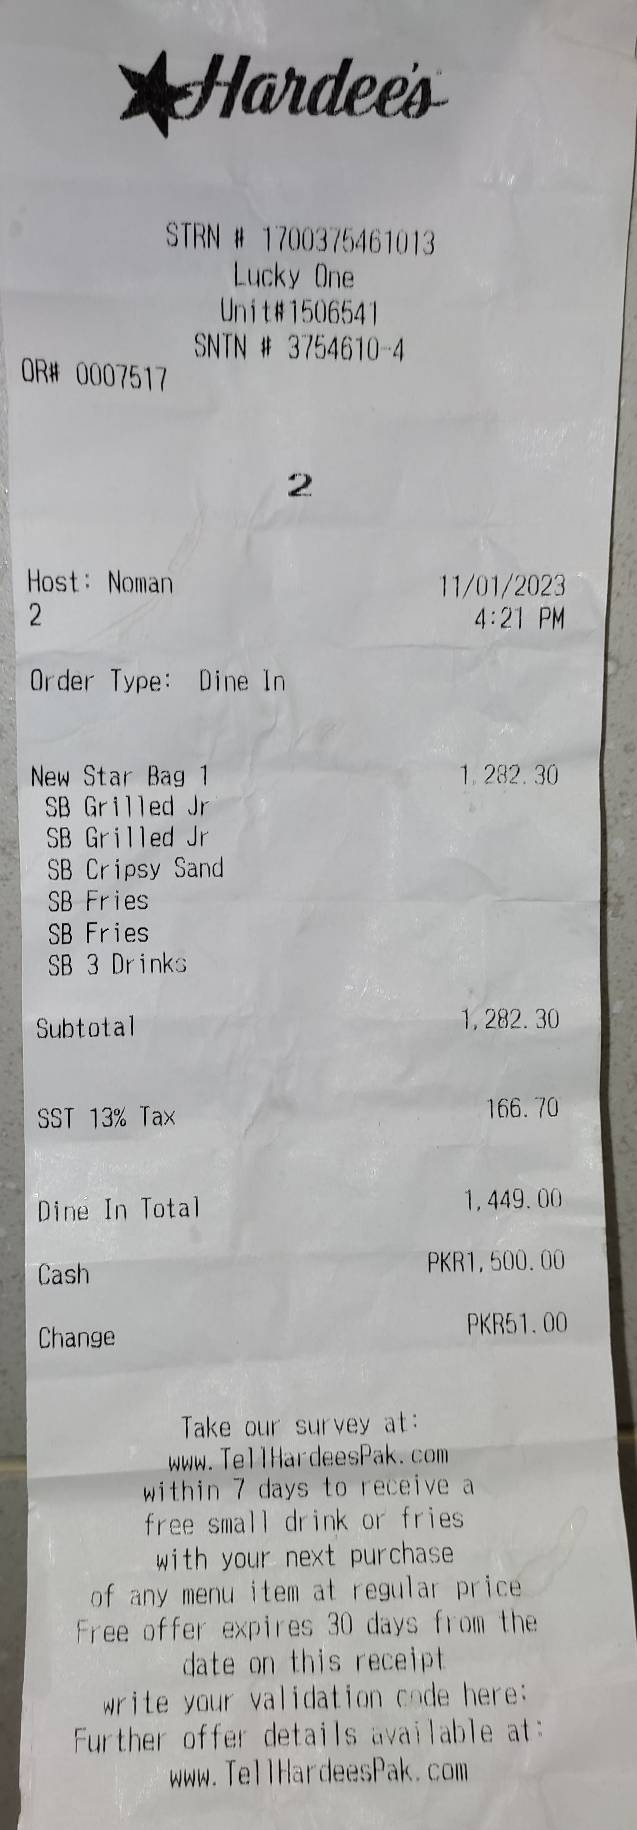 Hardee's
STRN # 1700375461013
Lucky One
Unit#1506541
SNTN # 3754610-4
OR# 0007517
2
Host: Noman 11/01/2023
2 4:21 PM
Order Type: Dine In
New Star Bag 1 1,282.30
SB Grilled Jr
SB Grilled Jr
SB Cripsy Sand
SB Fries
SB Fries
SB 3 Drinks
Subtotal 1,282.30
SST 13% Tax 166.70
Dine In Total 1,449.00
Cash PKR1,500.00
Change PKR51.00
Take our survey at:
www.TellHardeesPak.com
within 7 days to receive a
free small drink or fries
with your next purchase
of any menu item at regular price
Free offer expires 30 days from the
date on this receipt
write your validation code here:
Further offer details available at:
www.TellHardeesPak.com